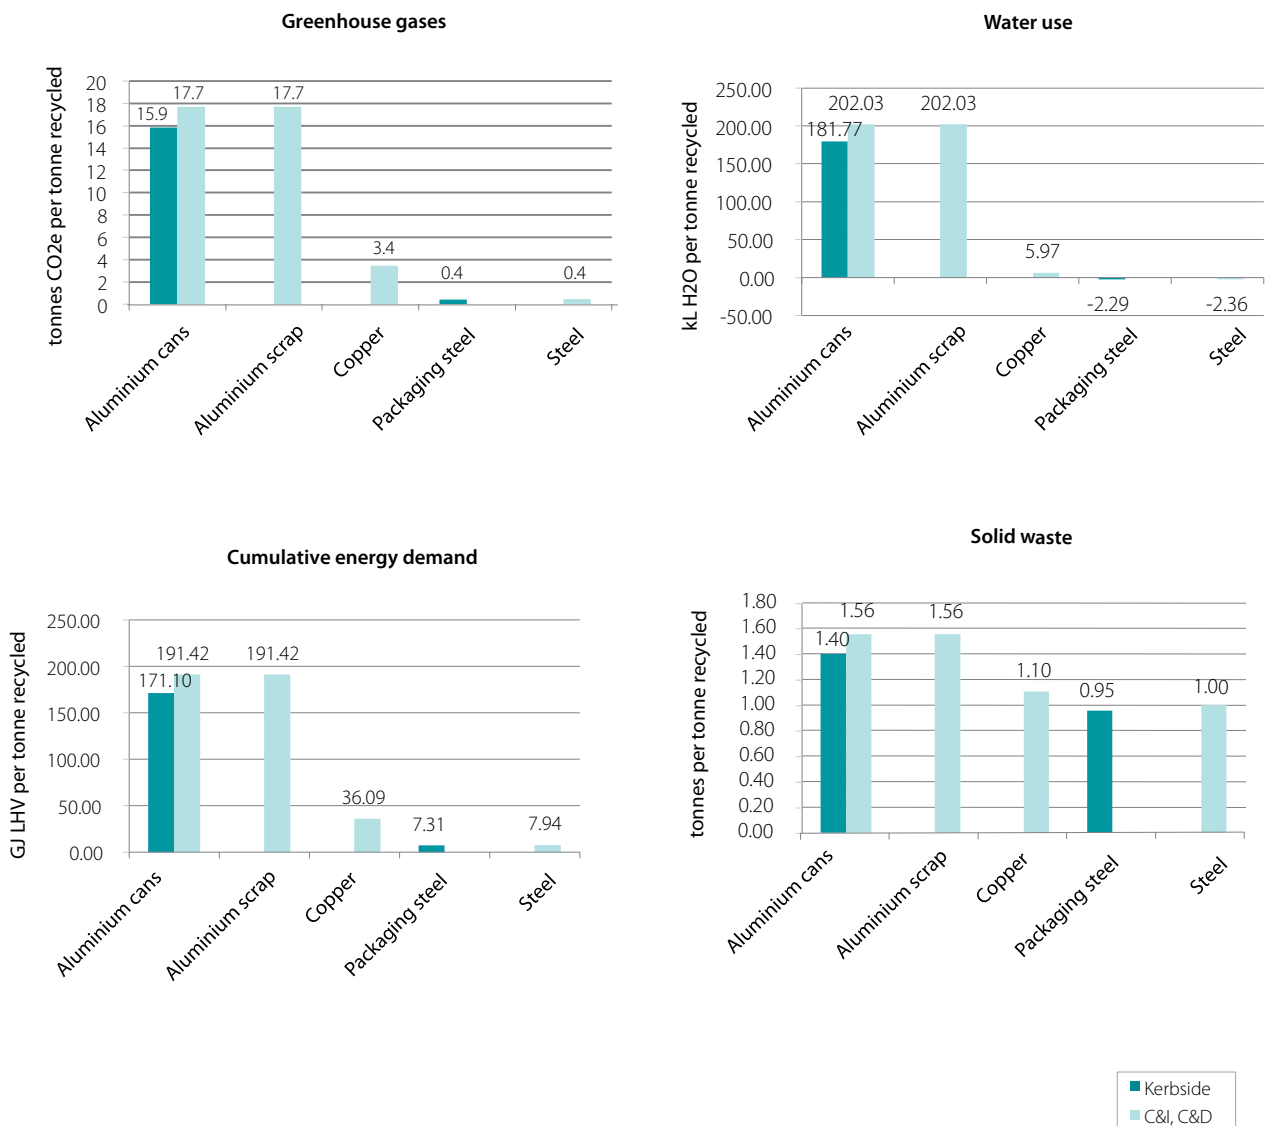 Greenhouse gases
tonnes CO2e per tonne recycled
20
18
16
14
12
10
8
6
4
2
0
15.9
17.7
17.7
3.4
0.4
0.4
Aluminium cans
Aluminium scrap
Copper
Packaging steel
Steel
Water use
kL H2O per tonne recycled
250.00
200.00
150.00
100.00
50.00
0.00
-50.00
181.77
202.03
202.03
5.97
-2.29
-2.36
Aluminium cans
Aluminium scrap
Copper
Packaging steel
Steel
Cumulative energy demand
GJ LHV per tonne recycled
250.00
200.00
150.00
100.00
50.00
0.00
171.10
191.42
191.42
36.09
7.31
7.94
Aluminium cans
Aluminium scrap
Copper
Packaging steel
Steel
Solid waste
tonnes per tonne recycled
1.80
1.60
1.40
1.20
1.00
0.80
0.60
0.40
0.20
0.00
1.40
1.56
1.56
1.10
0.95
1.00
Aluminium cans
Aluminium scrap
Copper
Packaging steel
Steel
Kerbside
C&I, C&D